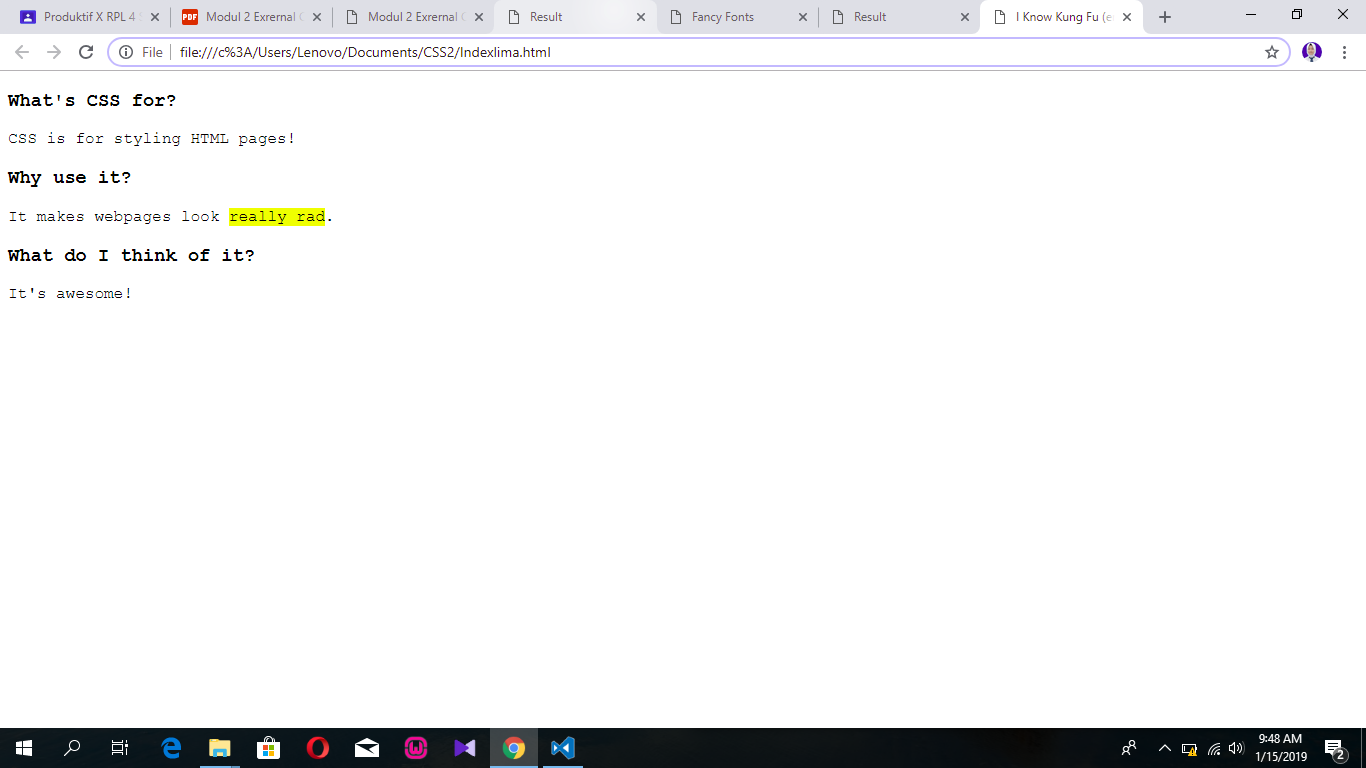 Produktif X RPL 4
Modul 2 Exrernal
Modul 2 Exrernal
Result
Fancy Fonts
Result
I Know Kung Fu
File
file:///c%3A/Users/Lenovo/Documents/CSS2/Indexlima.html
What's CSS for?
CSS is for styling HTML pages!
Why use it?
It makes webpages look really rad.
What do I think of it?
It's awesome!
PDF
9:48 AM
1/15/2019
2